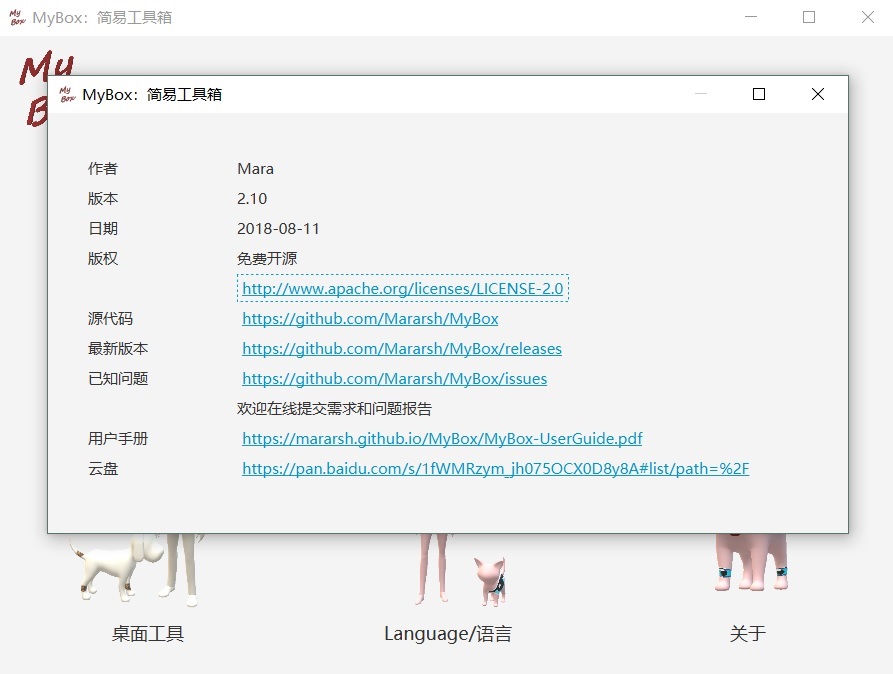 My Box MyBox：简易工具箱
My
B
My Box MyBox：简易工具箱
作者 Mara
版本 2.10
日期 2018-08-11
版权 免费开源
http://www.apache.org/licenses/LICENSE-2.0
源代码 https://github.com/Mararsh/MyBox
最新版本 https://github.com/Mararsh/MyBox/releases
已知问题 https://github.com/Mararsh/MyBox/issues
欢迎在线提交需求和问题报告
用户手册 https://mararsh.github.io/MyBox/MyBox-UserGuide.pdf
云盘 https://pan.baidu.com/s/1fWMRzym_jh075OCX0D8y8A#list/path=%2F
桌面工具 Language/语言 关于